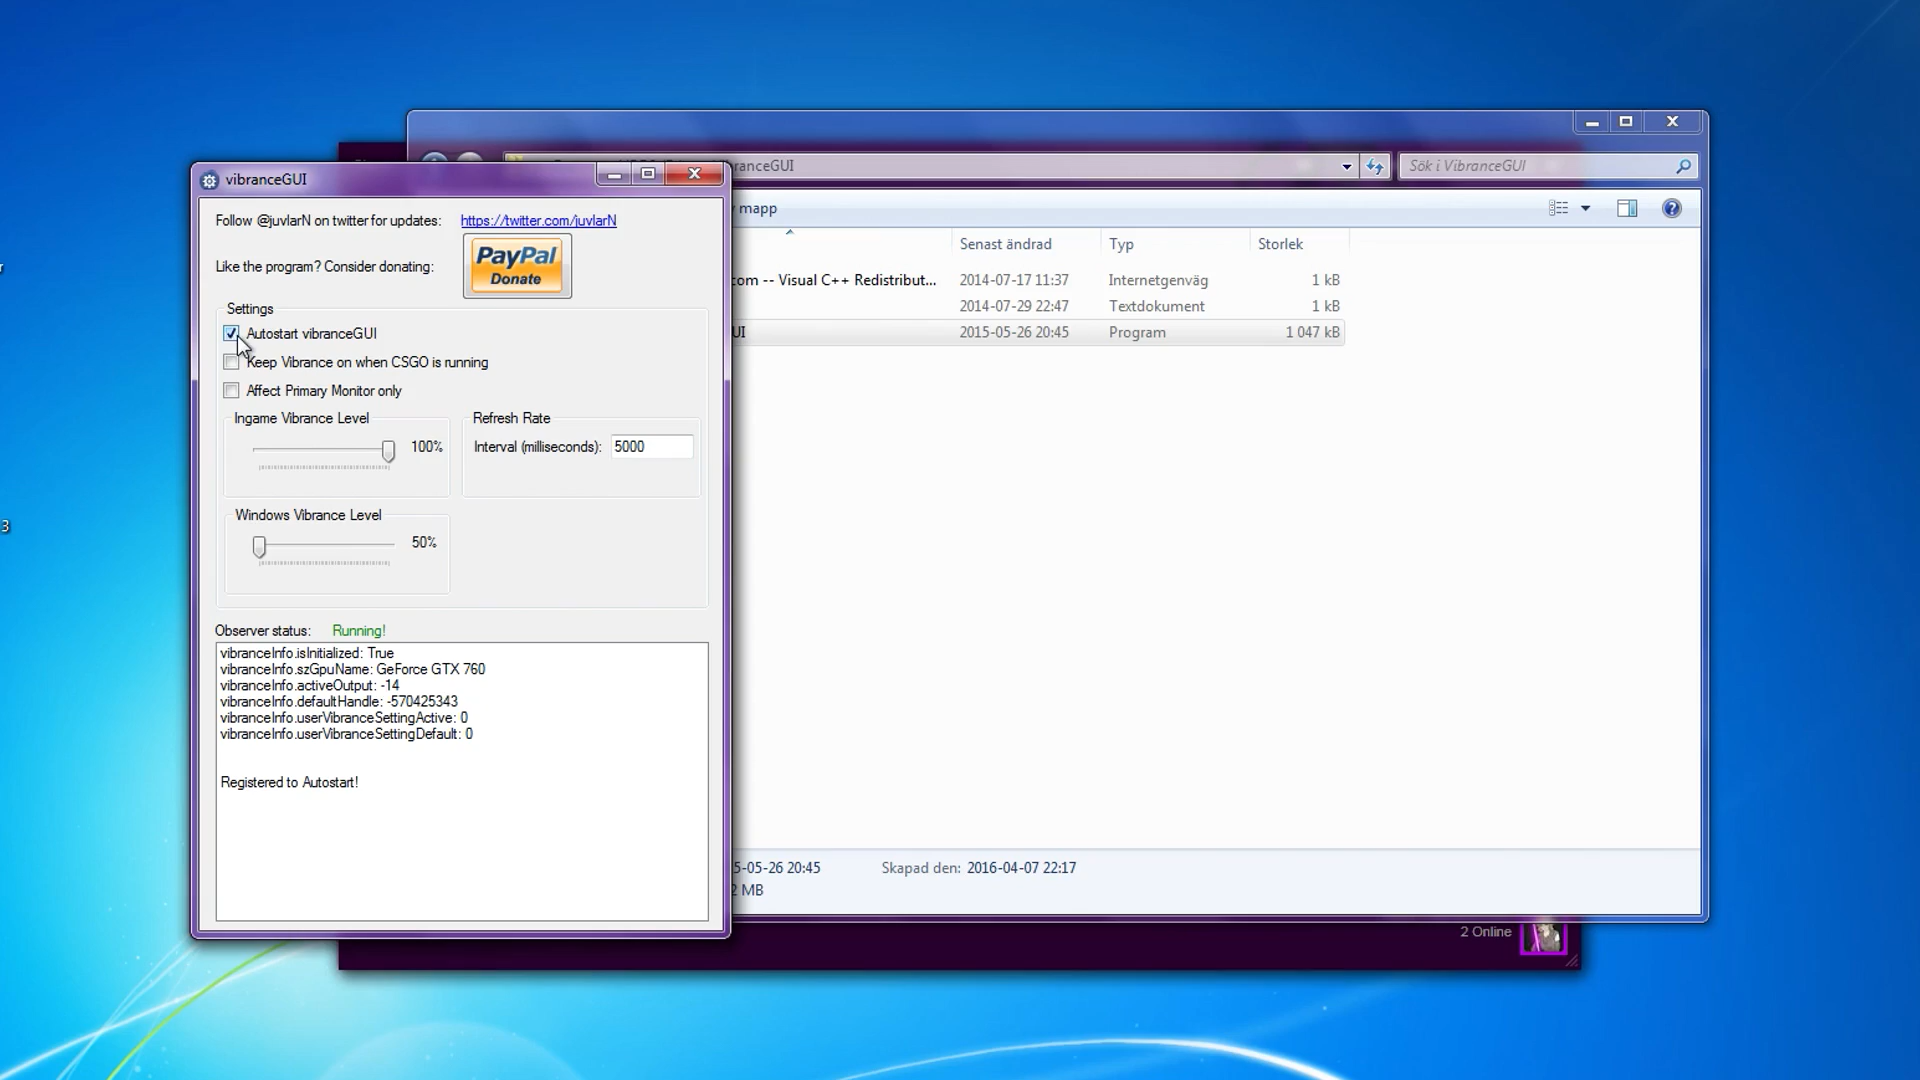 vibranceGUI
Follow @juvlarN on twitter for updates: https://twitter.com/juvlarN
Like the program? Consider donating:
PayPal
Donate
Settings
Autostart vibranceGUI
Keep Vibrance on when CSGO is running
Affect Primary Monitor only
Ingame Vibrance Level
100%
Refresh Rate
Interval (milliseconds): 5000
Windows Vibrance Level
50%
Observer status: Running!
vibranceInfo.isInitialized: True
vibranceInfo.szGpuName: GeForce GTX 760
vibranceInfo.activeOutput: -14
vibranceInfo.defaultHandle: -570425343
vibranceInfo.userVibranceSettingActive: 0
vibranceInfo.userVibranceSettingDefault: 0
Registered to Autostart!
ranceGUI
Sök i VibranceGUI
mapp
Senast ändrad Typ Storlek
com -- Visual C++ Redistribut... 2014-07-17 11:37 Internetgenväg 1 kB
2014-07-29 22:47 Textdokument 1 kB
UI 2015-05-26 20:45 Program 1 047 kB
5-05-26 20:45 Skapad den: 2016-04-07 22:17
2 MB
2 Online
r
3